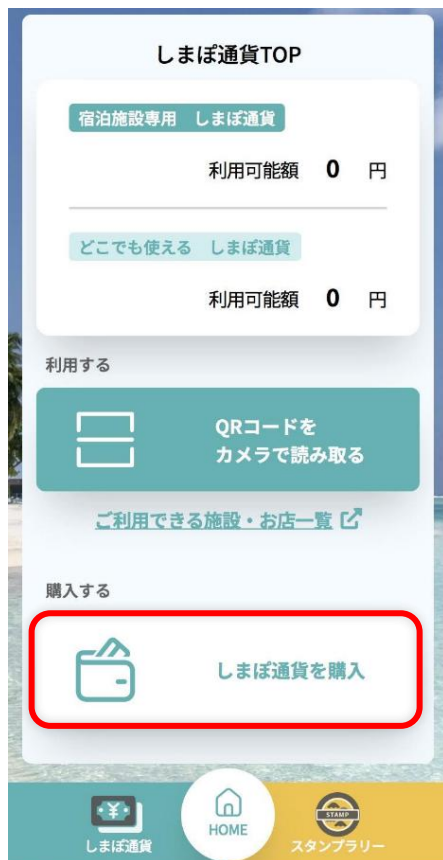 しまぽ通貨TOP
宿泊施設専用 しまぽ通貨
利用可能額 0 円
どこでも使える しまぽ通貨
利用可能額 0 円
利用する
QRコードを
カメラで読み取る
ご利用できる施設・お店一覧
購入する
しまぽ通貨を購入
¥
しまぽ通貨
HOME
STAMP
スタンプラリー